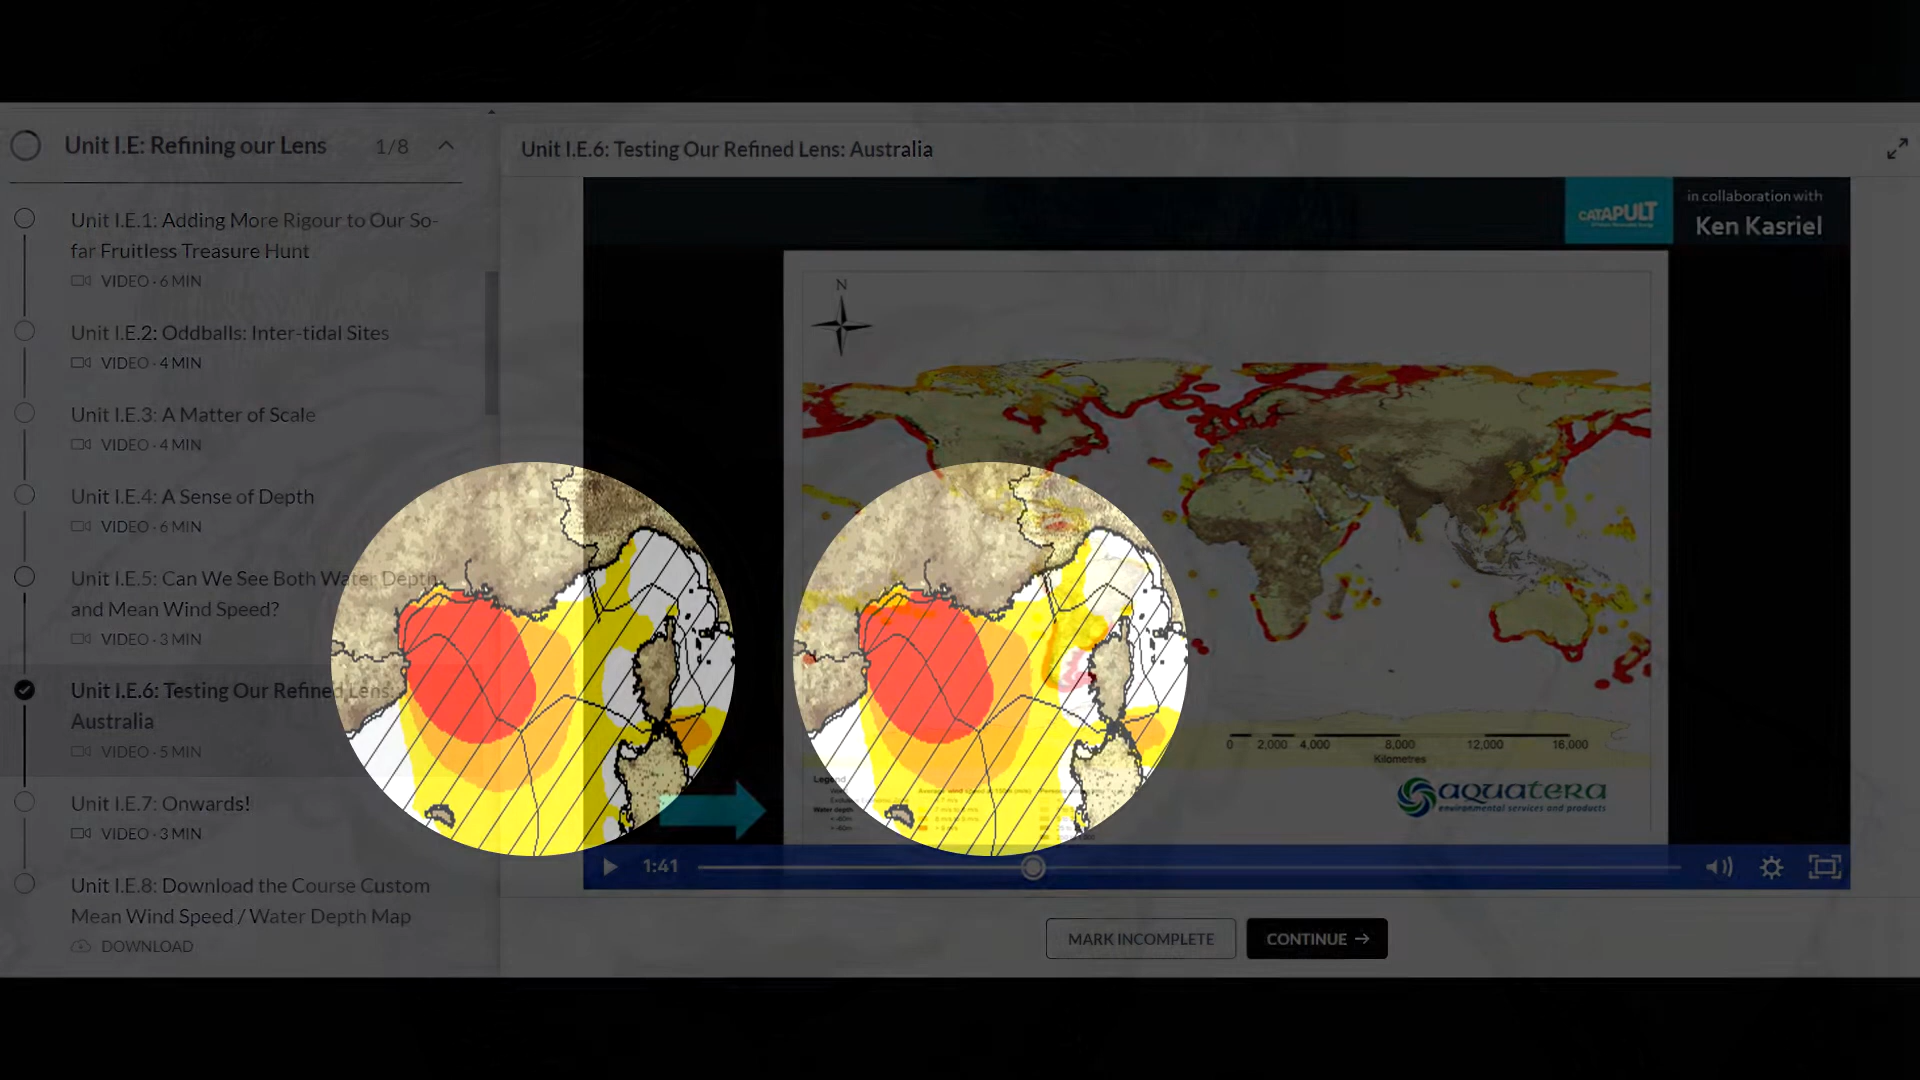 Unit I.E: Refining our Lens 1/8
Unit I.E.1: Adding More Rigour to Our So-
far Fruitless Treasure Hunt
VIDEO · 6 MIN
Unit I.E.2: Oddballs: Inter-tidal Sites
VIDEO · 4 MIN
Unit I.E.3: A Matter of Scale
VIDEO · 4 MIN
Unit I.E.4: A Sense of Depth
VIDEO · 6 MIN
Unit I.E.5: Can We See Both Water Depth
and Mean Wind Speed?
VIDEO · 3 MIN
Unit I.E.6: Testing Our Refined Lens:
Australia
VIDEO · 5 MIN
Unit I.E.7: Onwards!
VIDEO · 3 MIN
Unit I.E.8: Download the Course Custom
Mean Wind Speed / Water Depth Map
DOWNLOAD
Unit I.E.6: Testing Our Refined Lens: Australia
CATAPULT
in collaboration with
Ken Kasriel
N
0 2,000 4,000 8,000 12,000 16,000
Kilometres
Legend
Water depth
aquatera
environmental services and products
1:41
MARK INCOMPLETE
CONTINUE →